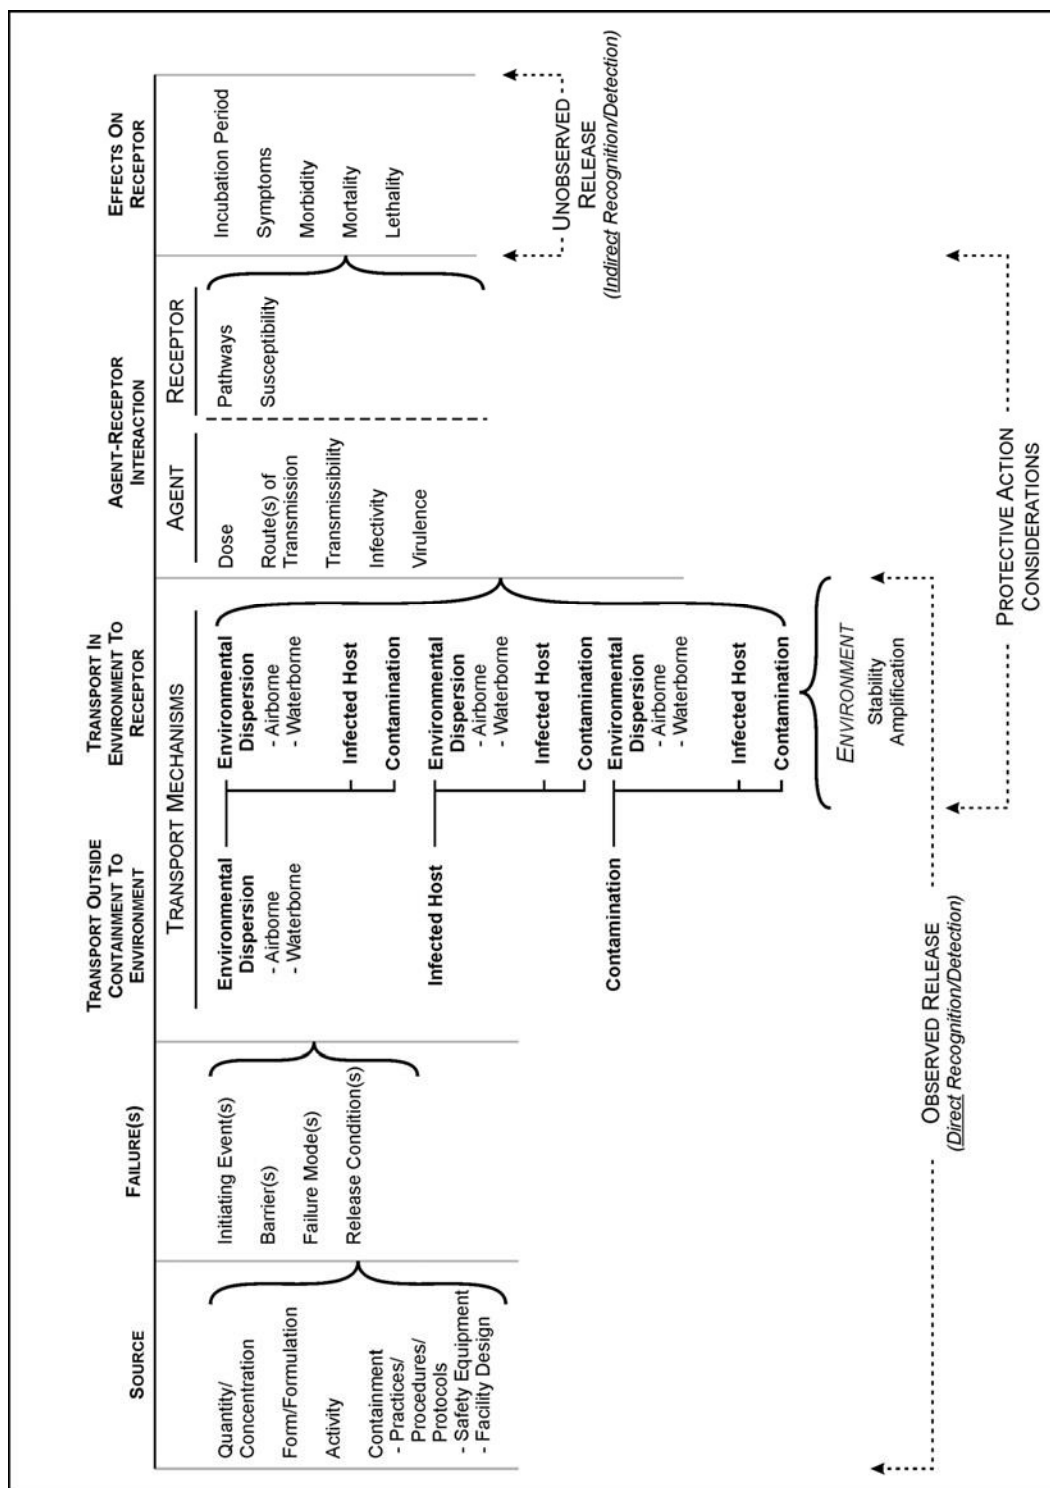 SOURCE
Quantity/
Concentration
Form/Formulation
Activity
Containment
- Practices/
Procedures/
Protocols
- Safety Equipment
- Facility Design
FAILURE(S)
Initiating Event(s)
Barrier(s)
Failure Mode(s)
Release Condition(s)
TRANSPORT OUTSIDE
CONTAINMENT TO
ENVIRONMENT
TRANSPORT IN
ENVIRONMENT TO
RECEPTOR
TRANSPORT MECHANISMS
Environmental
Dispersion
- Airborne
- Waterborne
Infected Host
Contamination
Environmental
Dispersion
- Airborne
- Waterborne
Infected Host
Contamination
Environmental
Dispersion
- Airborne
- Waterborne
Infected Host
Contamination
Environmental
Dispersion
- Airborne
- Waterborne
Infected Host
Contamination
ENVIRONMENT
Stability
Amplification
AGENT-RECEPTOR
INTERACTION
AGENT
Dose
Route(s) of
Transmission
Transmissibility
Infectivity
Virulence
RECEPTOR
Pathways
Susceptibility
EFFECTS ON
RECEPTOR
Incubation Period
Symptoms
Morbidity
Mortality
Lethality
UNOBSERVED
RELEASE
(Indirect Recognition/Detection)
OBSERVED RELEASE
(Direct Recognition/Detection)
PROTECTIVE ACTION
CONSIDERATIONS